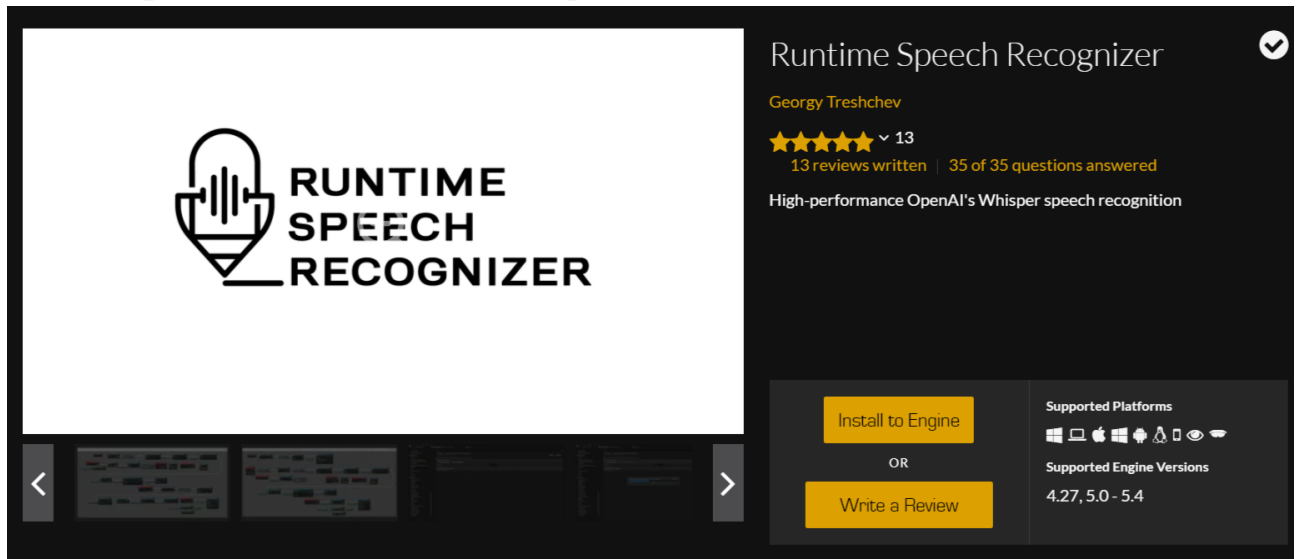 RUNTIME
SPEECH
RECOGNIZER
Runtime Speech Recognizer
Georgy Treshchev
13
13 reviews written | 35 of 35 questions answered
High-performance OpenAI's Whisper speech recognition
Install to Engine
OR
Write a Review
Supported Platforms
Supported Engine Versions
4.27, 5.0 - 5.4